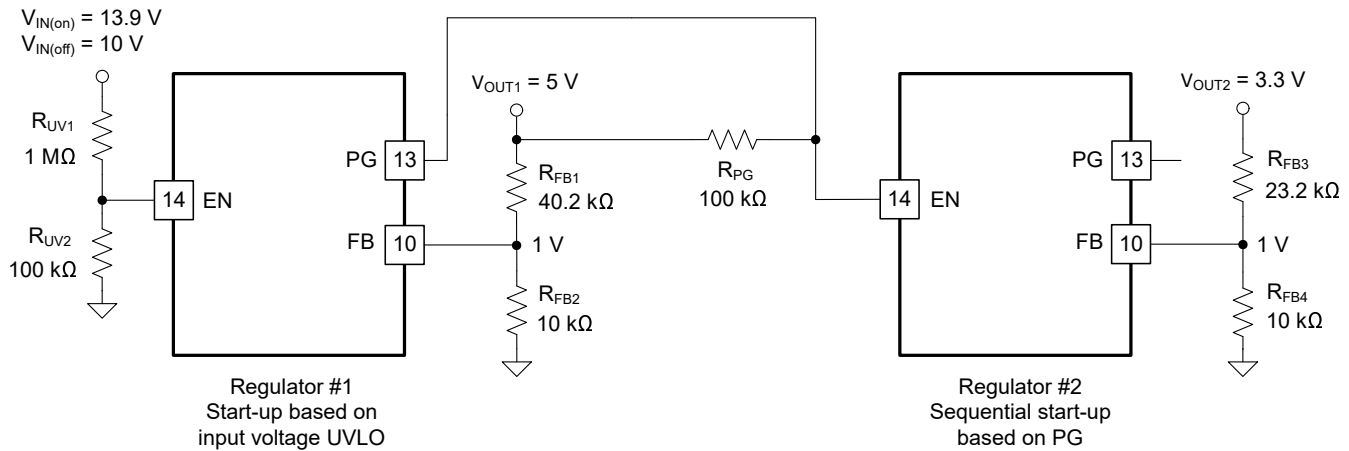 V_IN(on) = 13.9 V
V_IN(off) = 10 V
R_UV1
1 MΩ
14
EN
R_UV2
100 kΩ
PG
13
FB
10
V_OUT1 = 5 V
R_FB1
40.2 kΩ
1 V
R_FB2
10 kΩ
R_PG
100 kΩ
14
EN
PG
13
FB
10
V_OUT2 = 3.3 V
R_FB3
23.2 kΩ
1 V
R_FB4
10 kΩ
Regulator #1
Start-up based on
input voltage UVLO
Regulator #2
Sequential start-up
based on PG